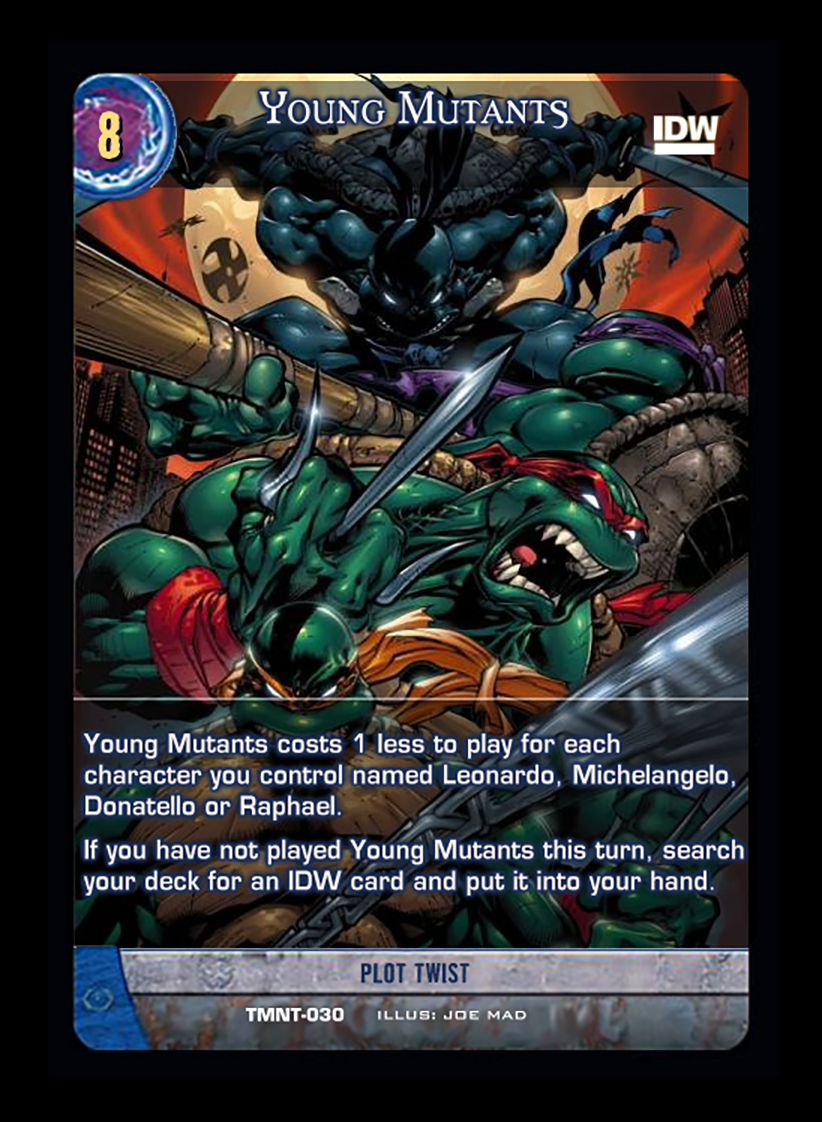 8
Young Mutants
IDW
Young Mutants costs 1 less to play for each
character you control named Leonardo, Michelangelo,
Donatello or Raphael.
If you have not played Young Mutants this turn, search
your deck for an IDW card and put it into your hand.
PLOT TWIST
TMNT-030 ILLUS: JOE MAD